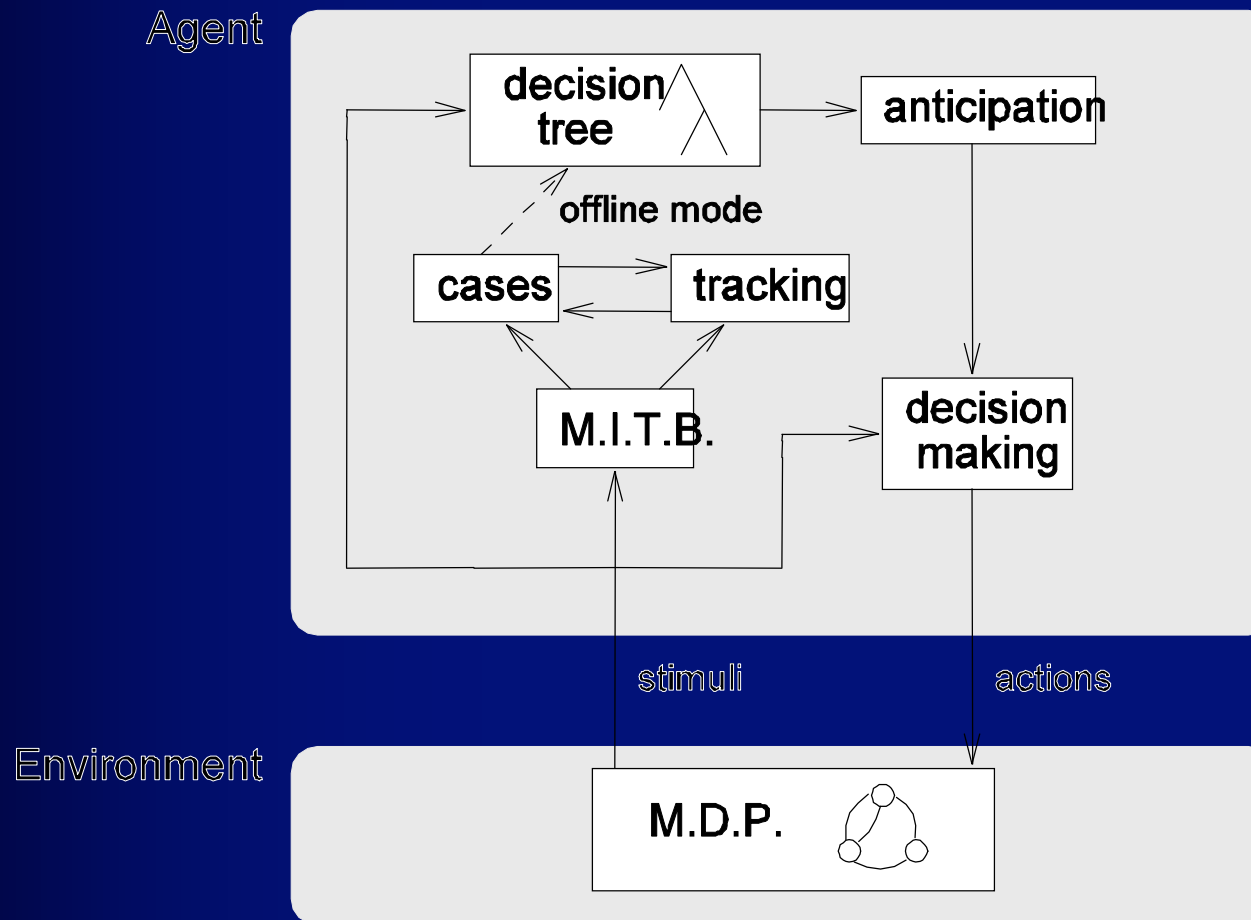 Agent
decision
tree
anticipation
offline mode
cases
tracking
M.I.T.B.
decision
making
stimuli
actions
Environment
M.D.P.